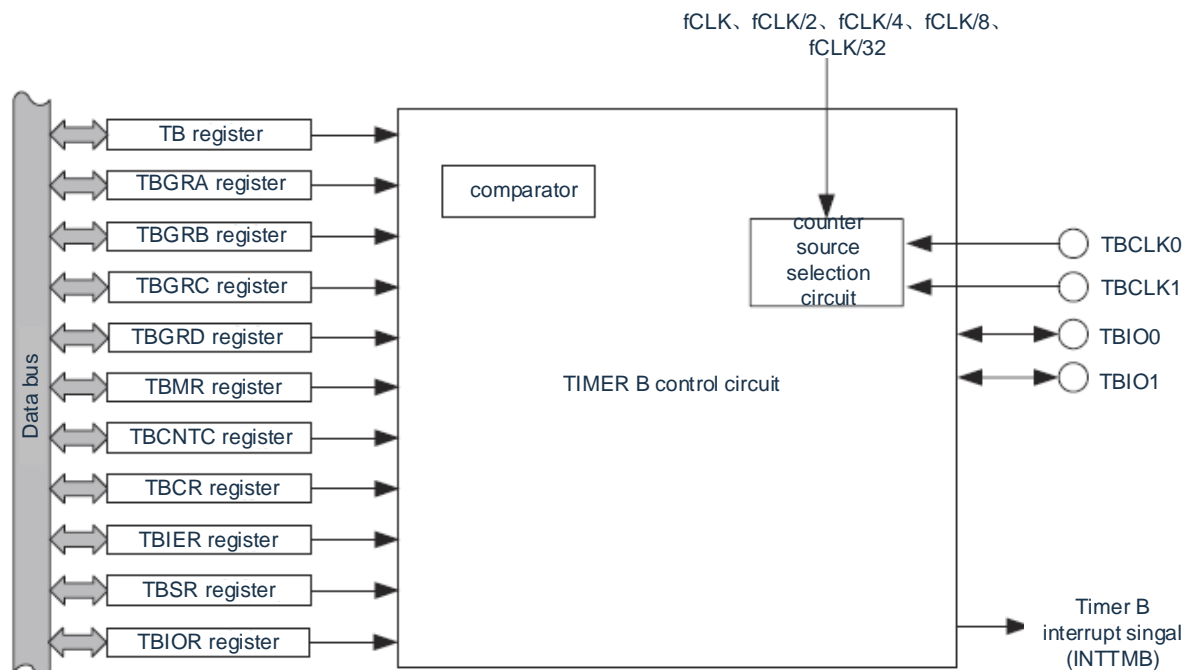 fCLK、fCLK/2、fCLK/4、fCLK/8、
fCLK/32
Data bus
TB register
TBGRA register
TBGRB register
TBGRC register
TBGRD register
TBMR register
TBCNTC register
TBCR register
TBIER register
TBSR register
TBIOR register
comparator
counter
source
selection
circuit
TIMER B control circuit
TBCLK0
TBCLK1
TBIO0
TBIO1
Timer B
interrupt singal
(INTTMB)